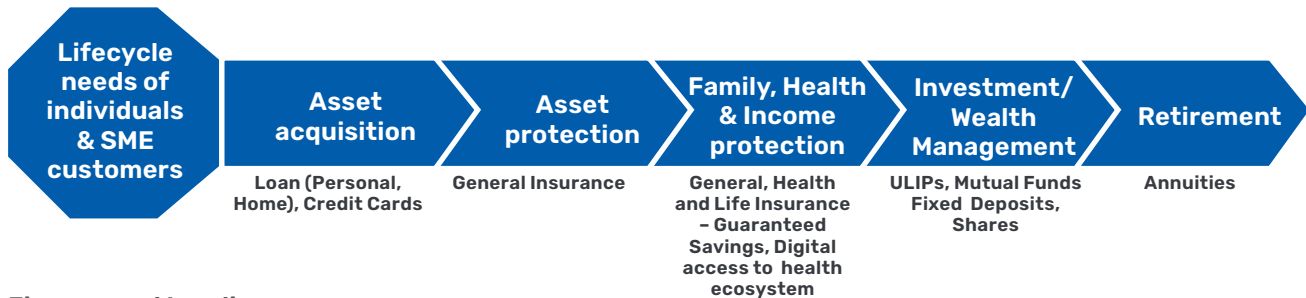 Lifecycle
needs of
individuals
& SME
customers
Asset
acquisition
Loan (Personal,
Home), Credit Cards
Asset
protection
General Insurance
Family, Health
& Income
protection
General, Health
and Life Insurance
– Guaranteed
Savings, Digital
access to health
ecosystem
Investment/
Wealth
Management
ULIPs, Mutual Funds
Fixed Deposits,
Shares
Retirement
Annuities